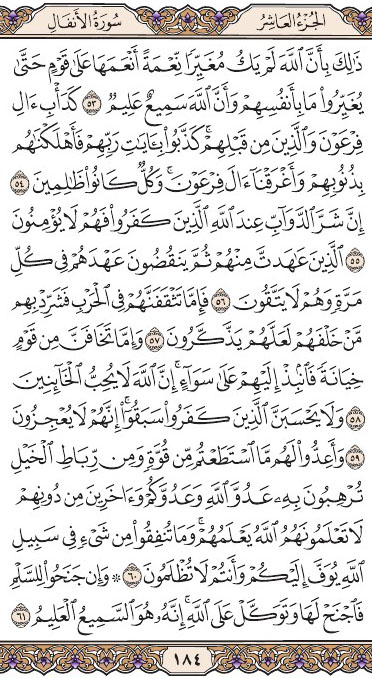 الجزء العاشر
سورة الأنفال
ذَٰلِكَ بِأَنَّ ٱللَّهَ لَمْ يَكُ مُغَيِّرًا نِّعْمَةً أَنْعَمَهَا عَلَىٰ قَوْمٍ حَتَّىٰ
يُغَيِّرُوا۟ مَا بِأَنفُسِهِمْ وَأَنَّ ٱللَّهَ سَمِيعٌ عَلِيمٌ ٥٣ كَدَأْبِ ءَالِ
فِرْعَوْنَ وَٱلَّذِينَ مِن قَبْلِهِمْ ۚ كَذَّبُوا۟ بِـَٔايَـٰتِ رَبِّهِمْ فَأَهْلَكْنَـٰهُم
بِذُنُوبِهِمْ وَأَغْرَقْنَآ ءَالَ فِرْعَوْنَ ۚ وَكُلٌّ كَانُوا۟ ظَـٰلِمِينَ ٥٤
إِنَّ شَرَّ ٱلدَّوَآبِّ عِندَ ٱللَّهِ ٱلَّذِينَ كَفَرُوا۟ فَهُمْ لَا يُؤْمِنُونَ
٥٥ ٱلَّذِينَ عَـٰهَدتَّ مِنْهُمْ ثُمَّ يَنقُضُونَ عَهْدَهُمْ فِى كُلِّ
مَرَّةٍ وَهُمْ لَا يَتَّقُونَ ٥٦ فَإِمَّا تَثْقَفَنَّهُمْ فِى ٱلْحَرْبِ فَشَرِّدْ بِهِم
مَّنْ خَلْفَهُمْ لَعَلَّهُمْ يَذَّكَّرُونَ ٥٧ وَإِمَّا تَخَافَنَّ مِن قَوْمٍ
خِيَانَةً فَٱنۢبِذْ إِلَيْهِمْ عَلَىٰ سَوَآءٍ ۚ إِنَّ ٱللَّهَ لَا يُحِبُّ ٱلْخَآئِنِينَ
٥٨ وَلَا يَحْسَبَنَّ ٱلَّذِينَ كَفَرُوا۟ سَبَقُوٓا۟ ۚ إِنَّهُمْ لَا يُعْجِزُونَ
٥٩ وَأَعِدُّوا۟ لَهُم مَّا ٱسْتَطَعْتُم مِّن قُوَّةٍ وَمِن رِّبَاطِ ٱلْخَيْلِ
تُرْهِبُونَ بِهِۦ عَدُوَّ ٱللَّهِ وَعَدُوَّكُمْ وَءَاخَرِينَ مِن دُونِهِمْ
لَا تَعْلَمُونَهُمُ ٱللَّهُ يَعْلَمُهُمْ ۚ وَمَا تُنفِقُوا۟ مِن شَىْءٍ فِى سَبِيلِ
ٱللَّهِ يُوَفَّ إِلَيْكُمْ وَأَنتُمْ لَا تُظْلَمُونَ ٦٠ ۞ وَإِن جَنَحُوا۟ لِلسَّلْمِ
فَٱجْنَحْ لَهَا وَتَوَكَّلْ عَلَى ٱللَّهِ ۚ إِنَّهُۥ هُوَ ٱلسَّمِيعُ ٱلْعَلِيمُ ٦١
١٨٤